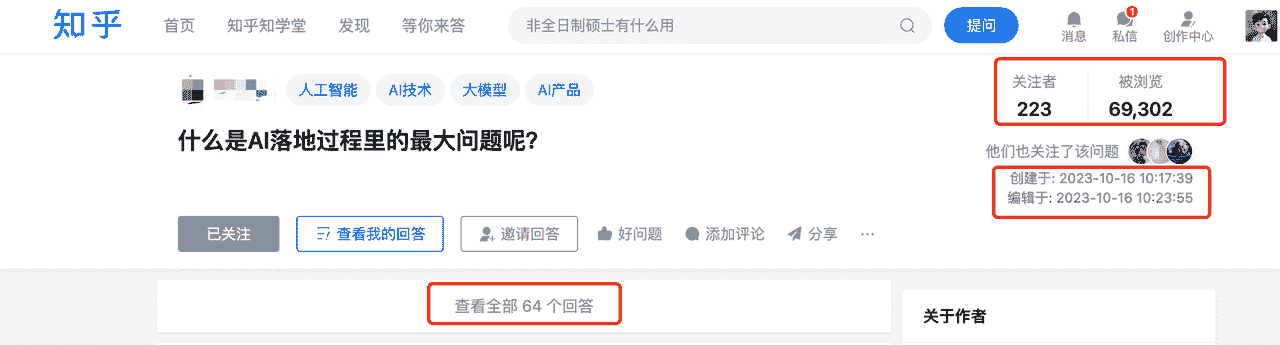 知乎 首页 知乎知学堂 发现 等你来答 非全日制硕士有什么用 提问 消息 1 私信 创作中心
人工智能 AI技术 大模型 AI产品
关注者 被浏览
223 69,302
什么是AI落地过程里的最大问题呢?
他们也关注了该问题
创建于: 2023-10-16 10:17:39
编辑于: 2023-10-16 10:23:55
已关注 查看我的回答 邀请回答 好问题 添加评论 分享 ...
查看全部 64 个回答
关于作者